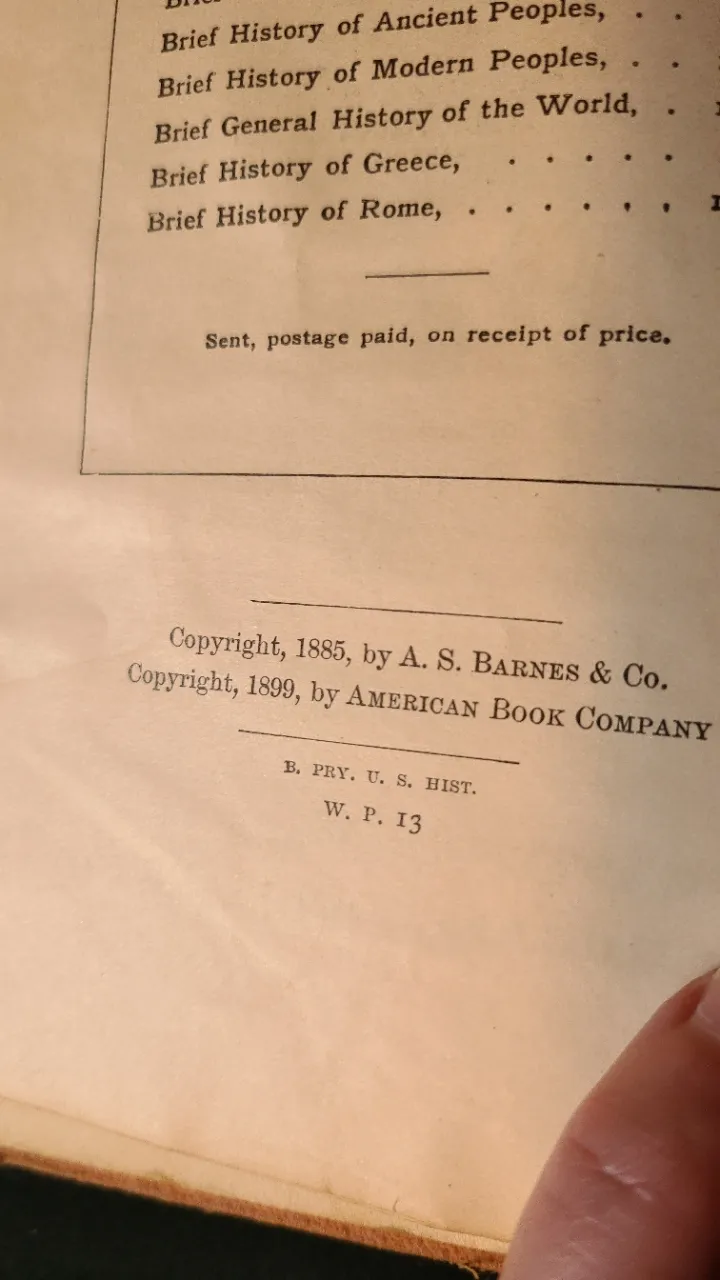 Brief History of Ancient Peoples, . .
Brief History of Modern Peoples, . .
Brief General History of the World, .
Brief History of Greece, . . . . .
Brief History of Rome, . . . . . .
Sent, postage paid, on receipt of price.
Copyright, 1885, by A. S. BARNES & CO.
Copyright, 1899, by AMERICAN BOOK COMPANY
B. PRY. U. S. HIST.
W. P. 13